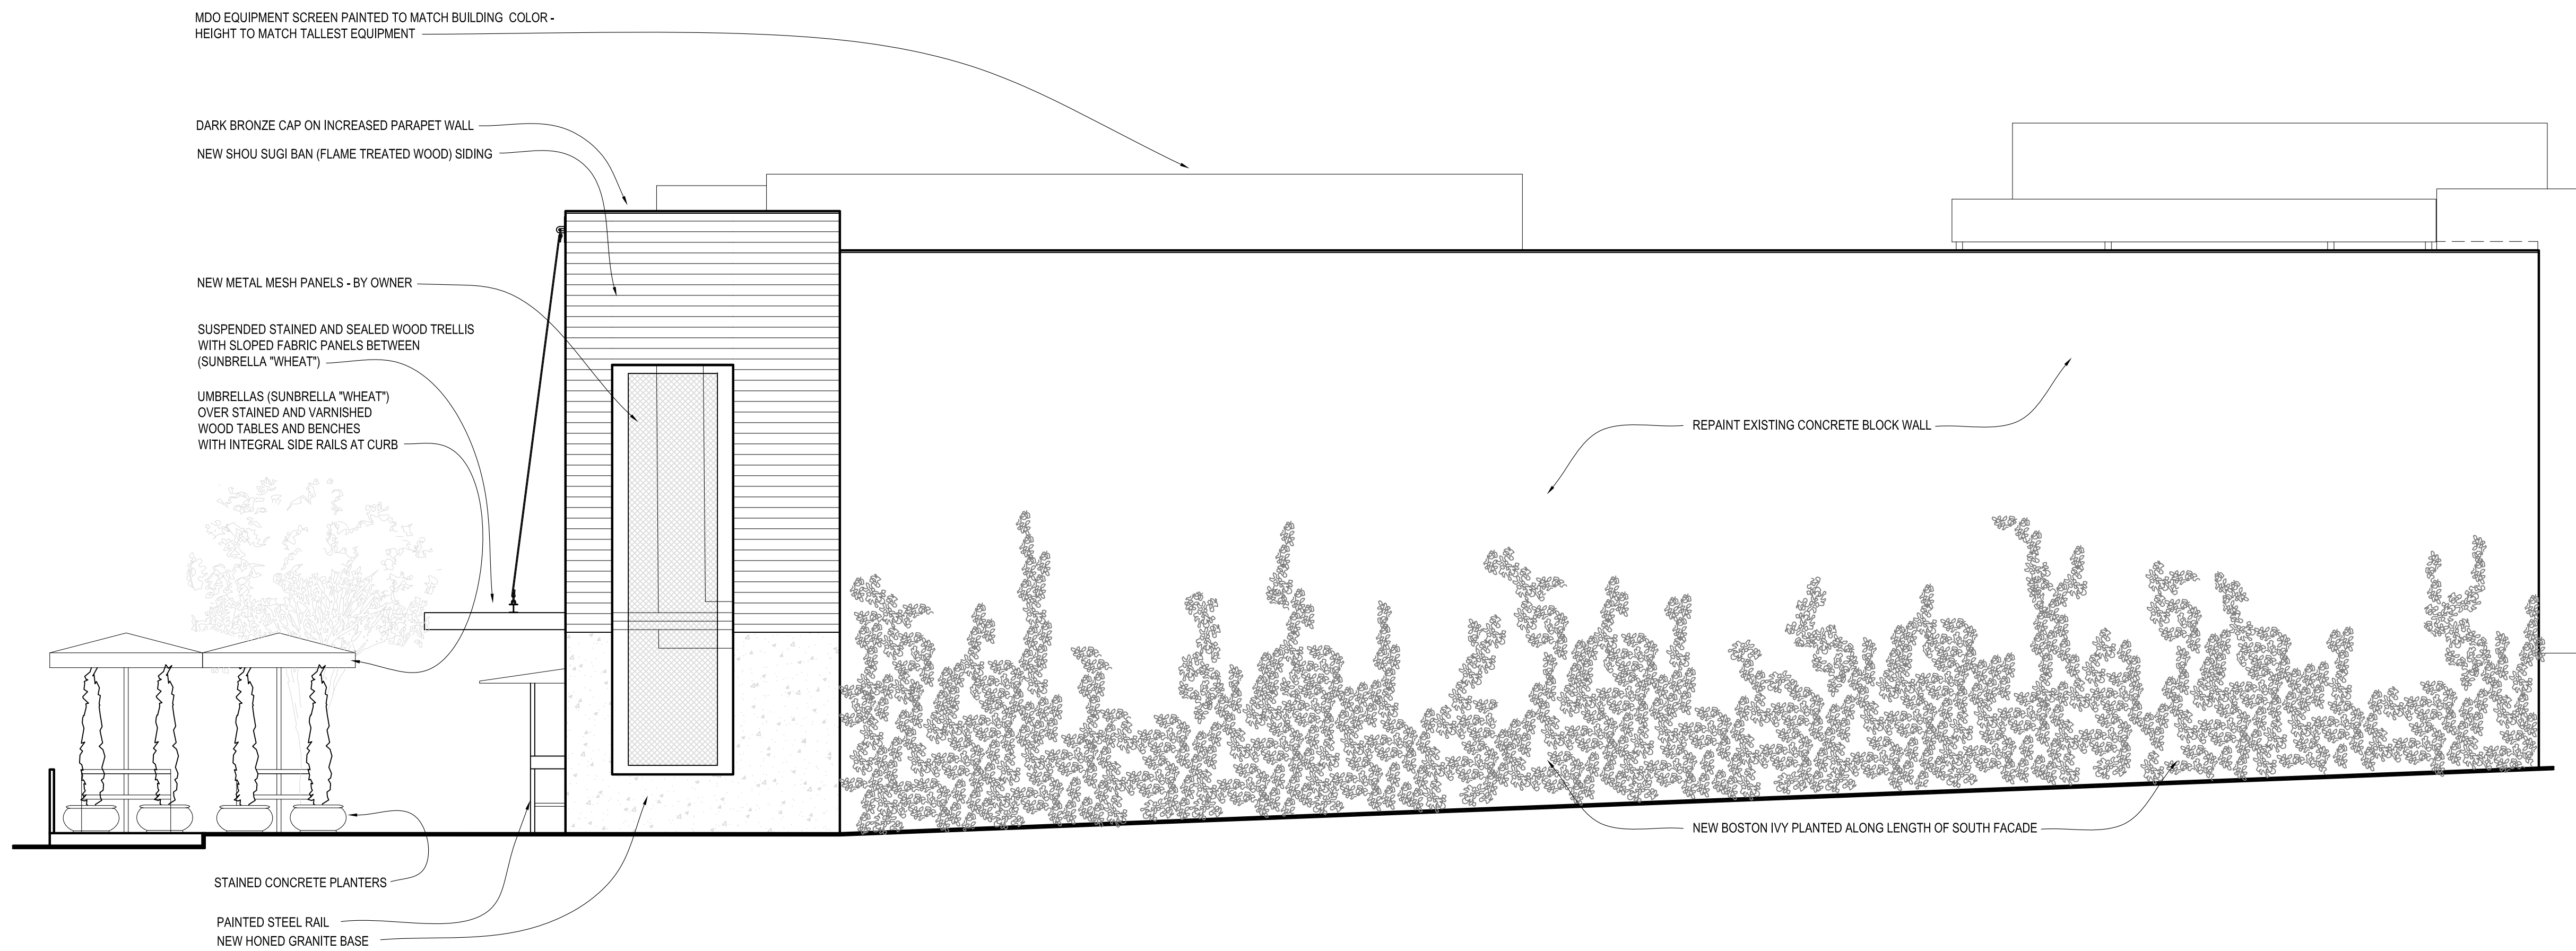 MDO EQUIPMENT SCREEN PAINTED TO MATCH BUILDING COLOR -
HEIGHT TO MATCH TALLEST EQUIPMENT
DARK BRONZE CAP ON INCREASED PARAPET WALL
NEW SHOU SUGI BAN (FLAME TREATED WOOD) SIDING
NEW METAL MESH PANELS - BY OWNER
SUSPENDED STAINED AND SEALED WOOD TRELLIS
WITH SLOPED FABRIC PANELS BETWEEN
(SUNBRELLA "WHEAT")
UMBRELLAS (SUNBRELLA "WHEAT")
OVER STAINED AND VARNISHED
WOOD TABLES AND BENCHES
WITH INTEGRAL SIDE RAILS AT CURB
REPAINT EXISTING CONCRETE BLOCK WALL
NEW BOSTON IVY PLANTED ALONG LENGTH OF SOUTH FACADE
STAINED CONCRETE PLANTERS
PAINTED STEEL RAIL
NEW HONED GRANITE BASE